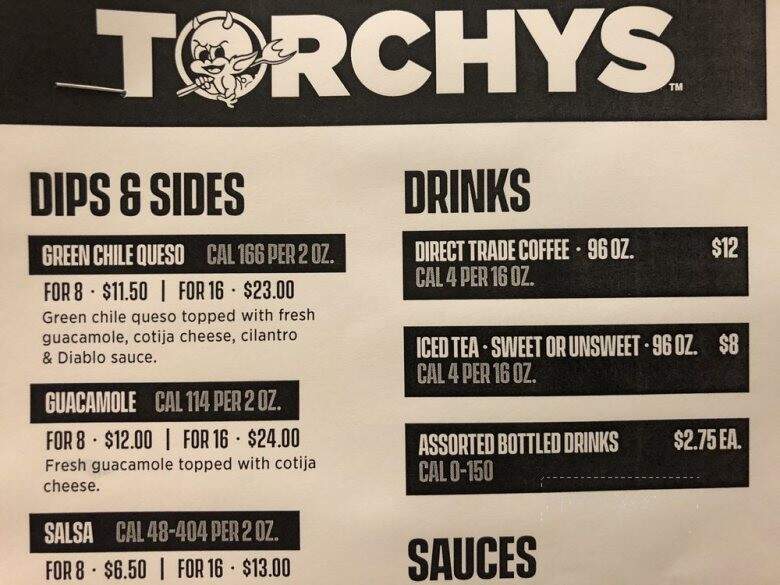 TORCHYS™
DIPS & SIDES
GREEN CHILE QUESO CAL 166 PER 2 OZ.
FOR 8 · $11.50 | FOR 16 · $23.00
Green chile queso topped with fresh
guacamole, cotija cheese, cilantro
& Diablo sauce.
GUACAMOLE CAL 114 PER 2 OZ.
FOR 8 · $12.00 | FOR 16 · $24.00
Fresh guacamole topped with cotija
cheese.
SALSA CAL 48-404 PER 2 OZ.
FOR 8 · $6.50 | FOR 16 · $13.00
DRINKS
DIRECT TRADE COFFEE · 96 OZ. $12
CAL 4 PER 16 OZ.
ICED TEA · SWEET OR UNSWEET · 96 OZ. $8
CAL 4 PER 16 OZ.
ASSORTED BOTTLED DRINKS $2.75 EA.
CAL 0-150
SAUCES